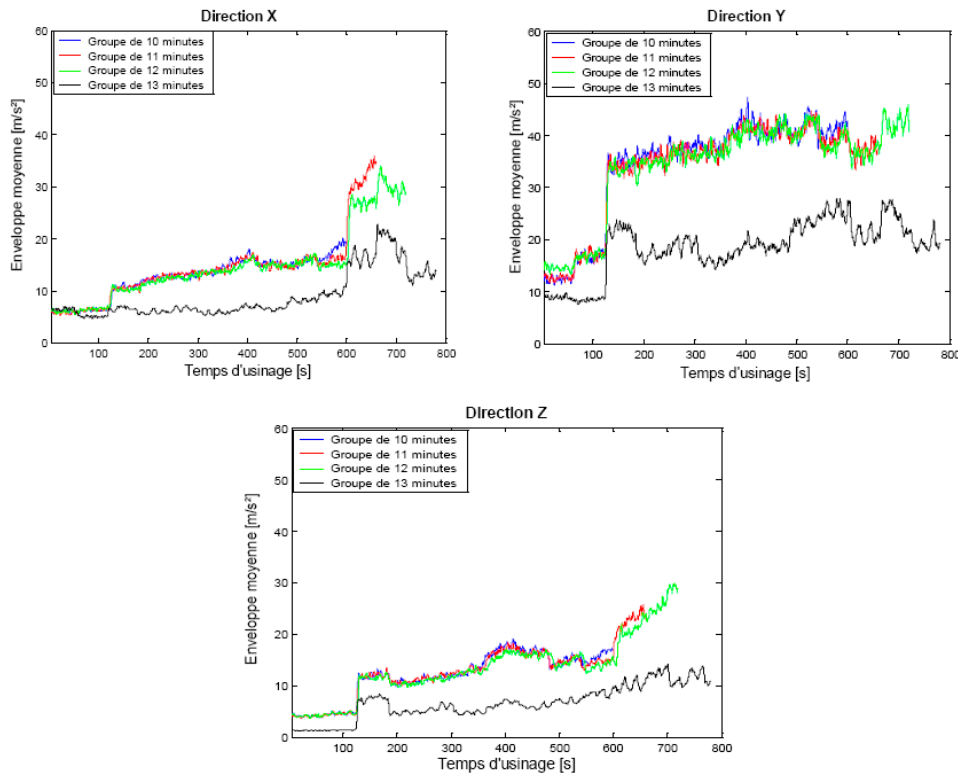 Direction X
Enveloppe moyenne [m/s²]
60
50
40
30
20
10
0
Groupe de 10 minutes
Groupe de 11 minutes
Groupe de 12 minutes
Groupe de 13 minutes
100 200 300 400 500 600 700 800
Temps d'usinage [s]
Direction Y
Enveloppe moyenne [m/s²]
60
50
40
30
20
10
0
Groupe de 10 minutes
Groupe de 11 minutes
Groupe de 12 minutes
Groupe de 13 minutes
100 200 300 400 500 600 700 800
Temps d'usinage [s]
Direction Z
Enveloppe moyenne [m/s²]
60
50
40
30
20
10
0
Groupe de 10 minutes
Groupe de 11 minutes
Groupe de 12 minutes
Groupe de 13 minutes
100 200 300 400 500 600 700 800
Temps d'usinage [s]